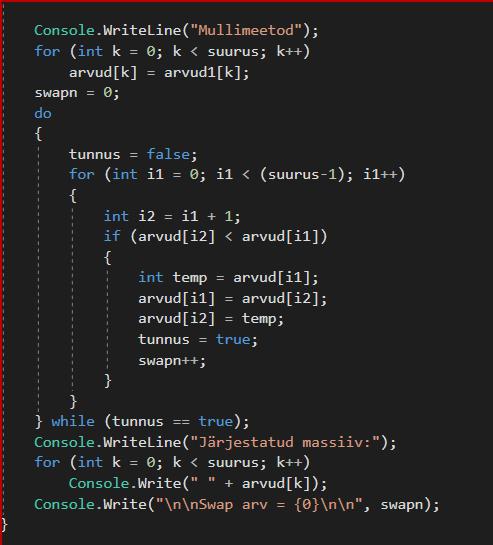 Console.WriteLine("Mullimeetod");
for (int k = 0; k < suurus; k++)
arvud[k] = arvud1[k];
swapn = 0;
do
{
tunnus = false;
for (int i1 = 0; i1 < (suurus-1); i1++)
{
int i2 = i1 + 1;
if (arvud[i2] < arvud[i1])
{
int temp = arvud[i1];
arvud[i1] = arvud[i2];
arvud[i2] = temp;
tunnus = true;
swapn++;
}
}
} while (tunnus == true);
Console.WriteLine("Järjestatud massiiv:");
for (int k = 0; k < suurus; k++)
Console.Write(" " + arvud[k]);
Console.Write("\n\nSwap arv = {0}\n\n", swapn);
}